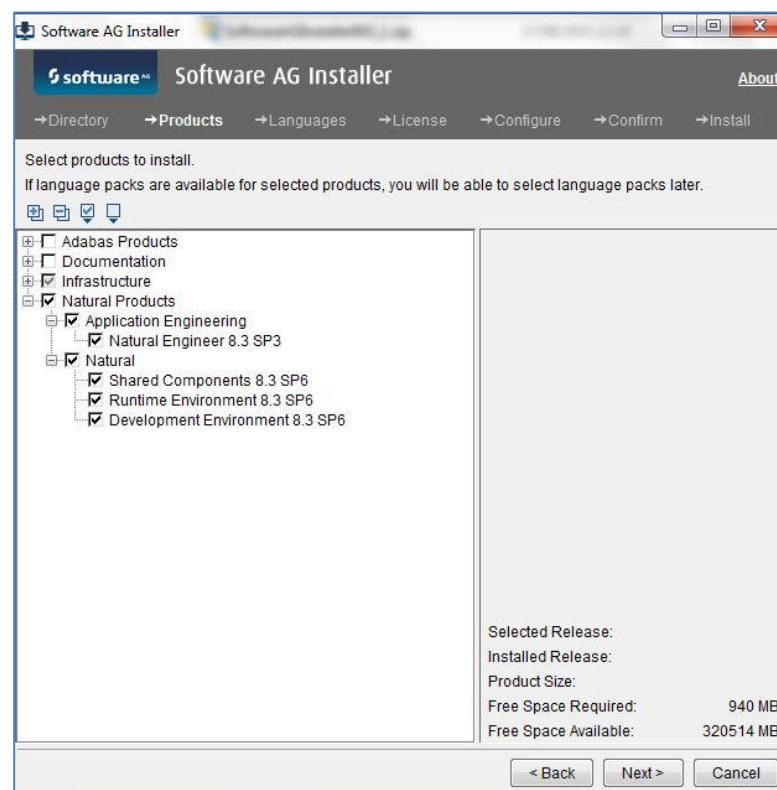 Software AG Installer
software AG Software AG Installer About
→Directory →Products →Languages →License →Configure →Confirm →Install
Select products to install.
If language packs are available for selected products, you will be able to select language packs later.
Adabas Products
Documentation
Infrastructure
Natural Products
Application Engineering
Natural Engineer 8.3 SP3
Natural
Shared Components 8.3 SP6
Runtime Environment 8.3 SP6
Development Environment 8.3 SP6
Selected Release:
Installed Release:
Product Size:
Free Space Required: 940 MB
Free Space Available: 320514 MB
< Back Next > Cancel